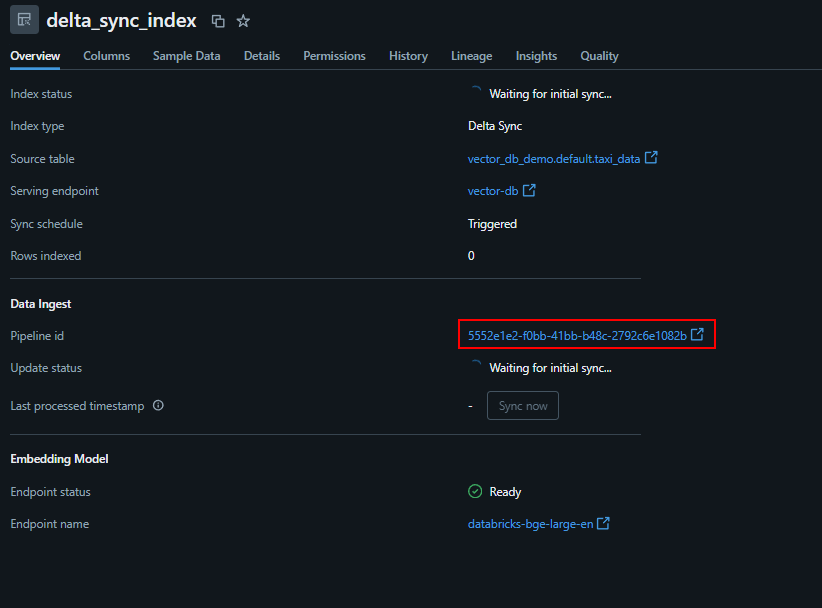 delta_sync_index
Overview Columns Sample Data Details Permissions History Lineage Insights Quality
Index status Waiting for initial sync...
Index type Delta Sync
Source table vector_db_demo.default.taxi_data
Serving endpoint vector-db
Sync schedule Triggered
Rows indexed 0
Data Ingest
Pipeline id 5552e1e2-f0bb-41bb-b48c-2792c6e1082b
Update status Waiting for initial sync...
Last processed timestamp - Sync now
Embedding Model
Endpoint status Ready
Endpoint name databricks-bge-large-en